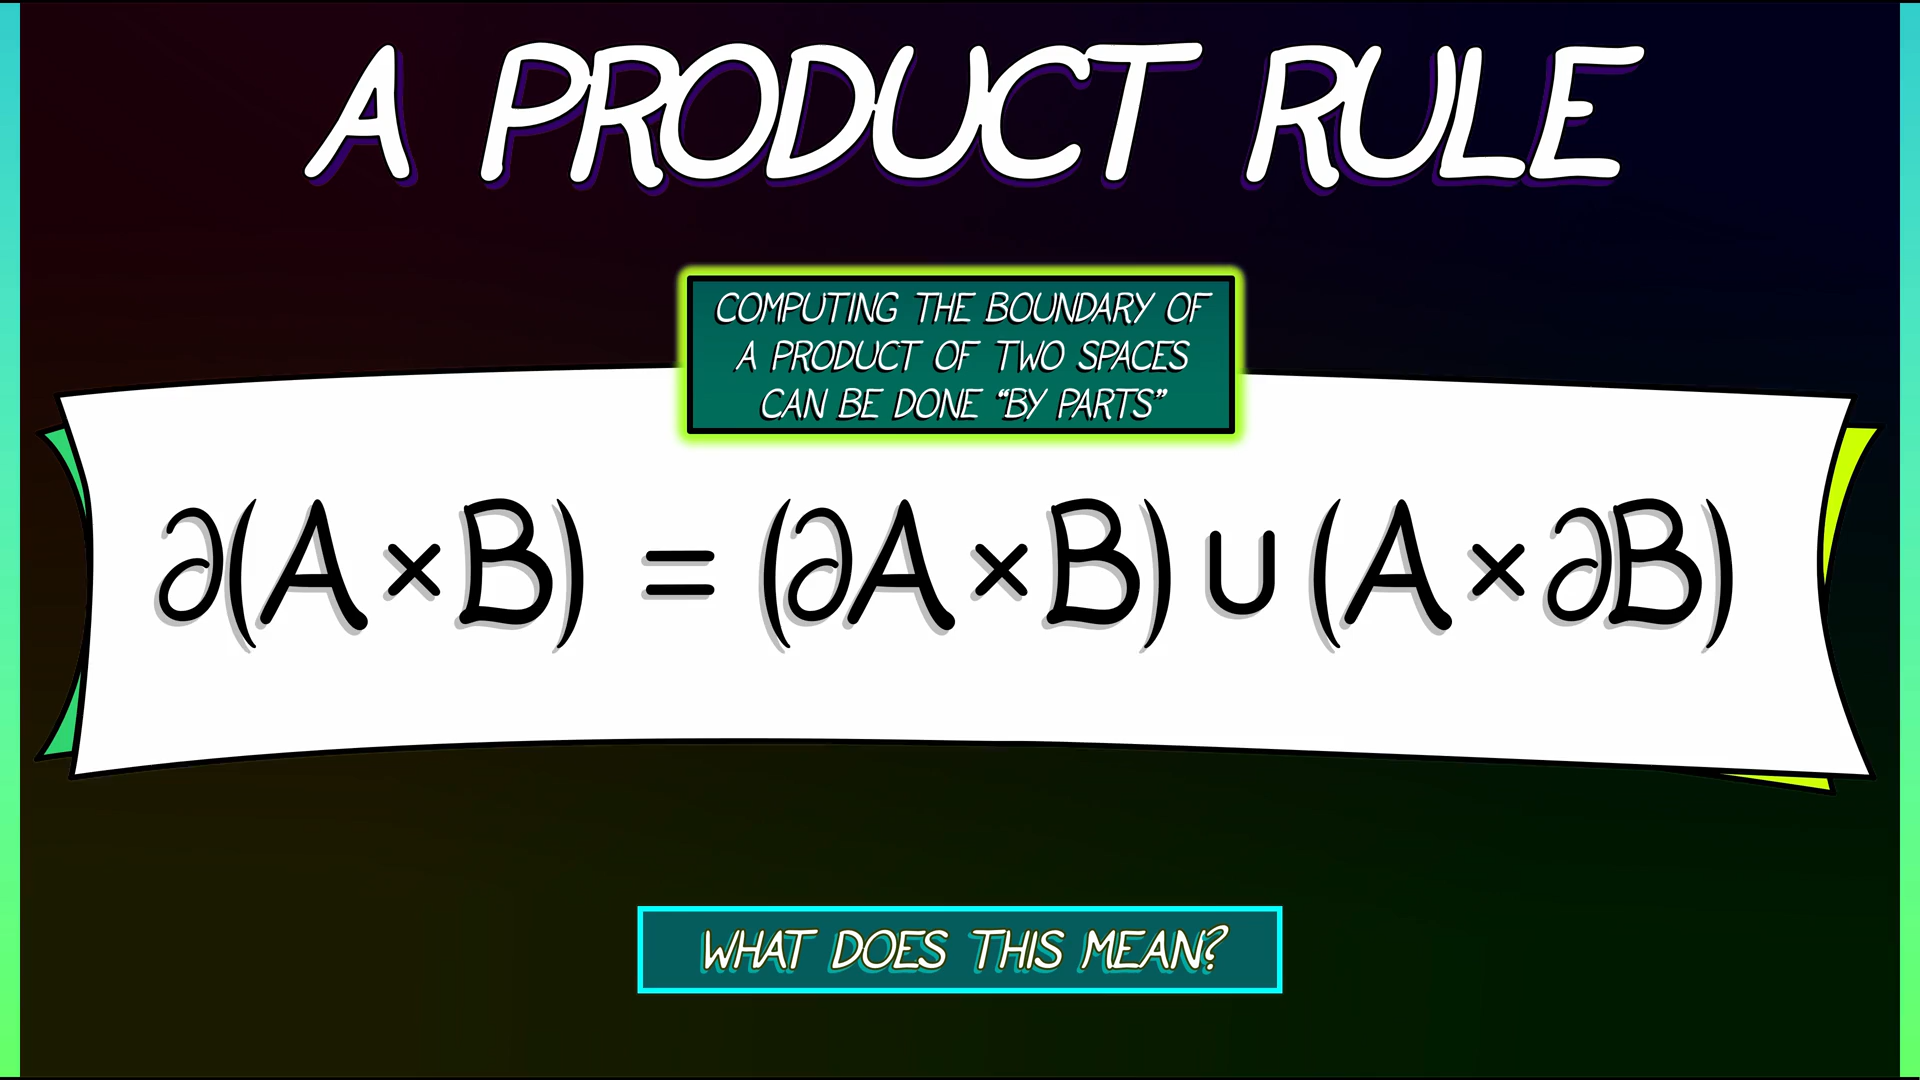 A PRODUCT RULE
COMPUTING THE BOUNDARY OF
A PRODUCT OF TWO SPACES
CAN BE DONE “BY PARTS”
∂(A×B) = (∂A×B)∪(A×∂B)
WHAT DOES THIS MEAN?